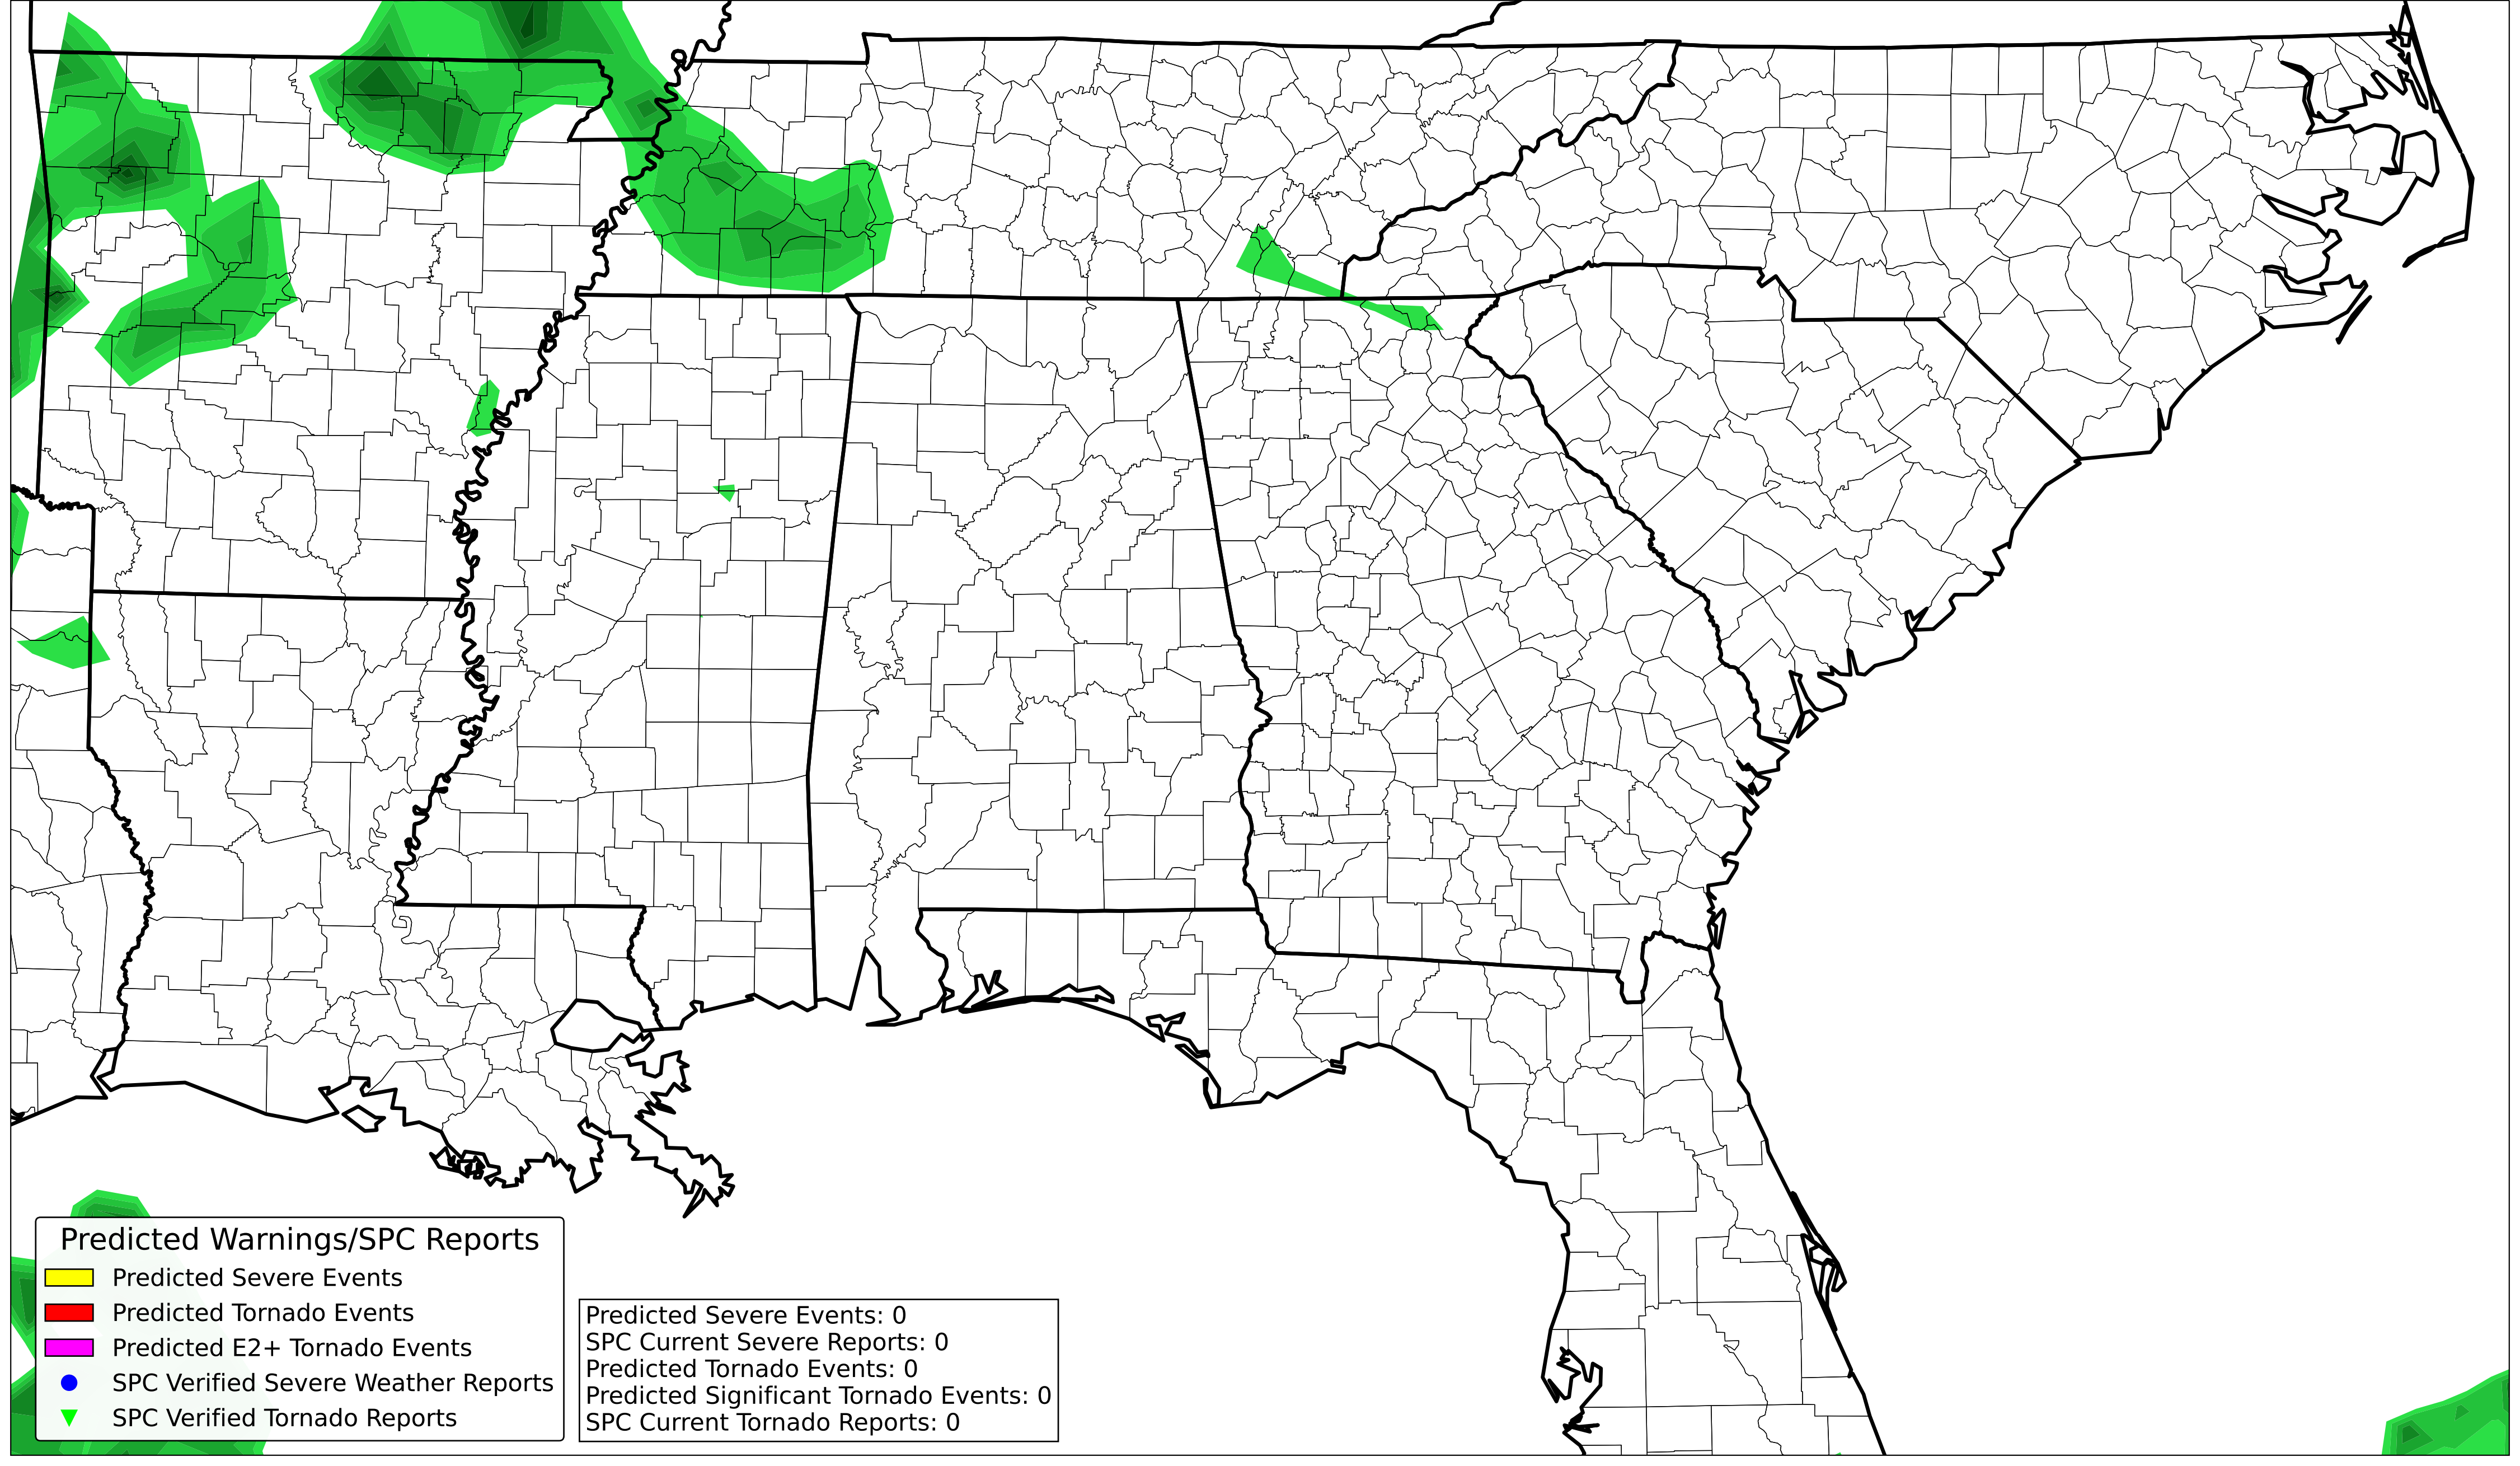 Predicted Warnings/SPC Reports
Predicted Severe Events
Predicted Tornado Events
Predicted E2+ Tornado Events
SPC Verified Severe Weather Reports
SPC Verified Tornado Reports
Predicted Severe Events: 0
SPC Current Severe Reports: 0
Predicted Tornado Events: 0
Predicted Significant Tornado Events: 0
SPC Current Tornado Reports: 0